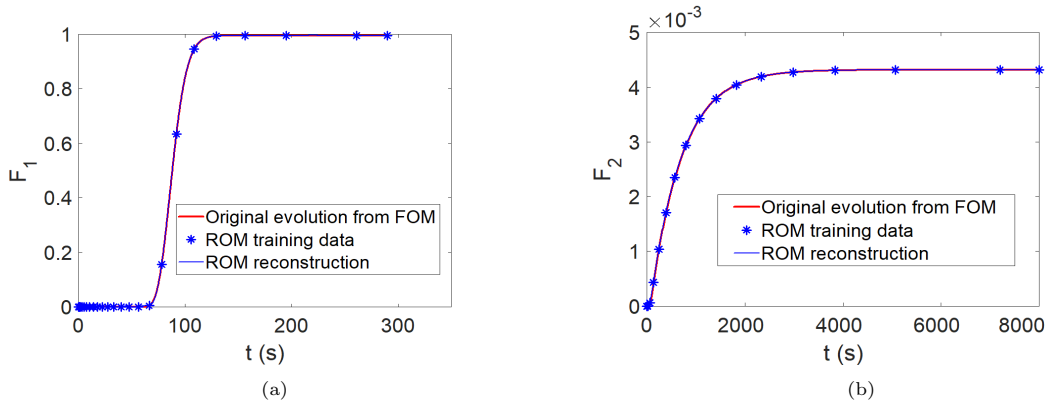 1
0.8
0.6
0.4
0.2
0
F_1
Original evolution from FOM
ROM training data
ROM reconstruction
0 100 200 300
t (s)
(a)
5 ×10^-3
4
3
2
1
0
F_2
Original evolution from FOM
ROM training data
ROM reconstruction
0 2000 4000 6000 8000
t (s)
(b)